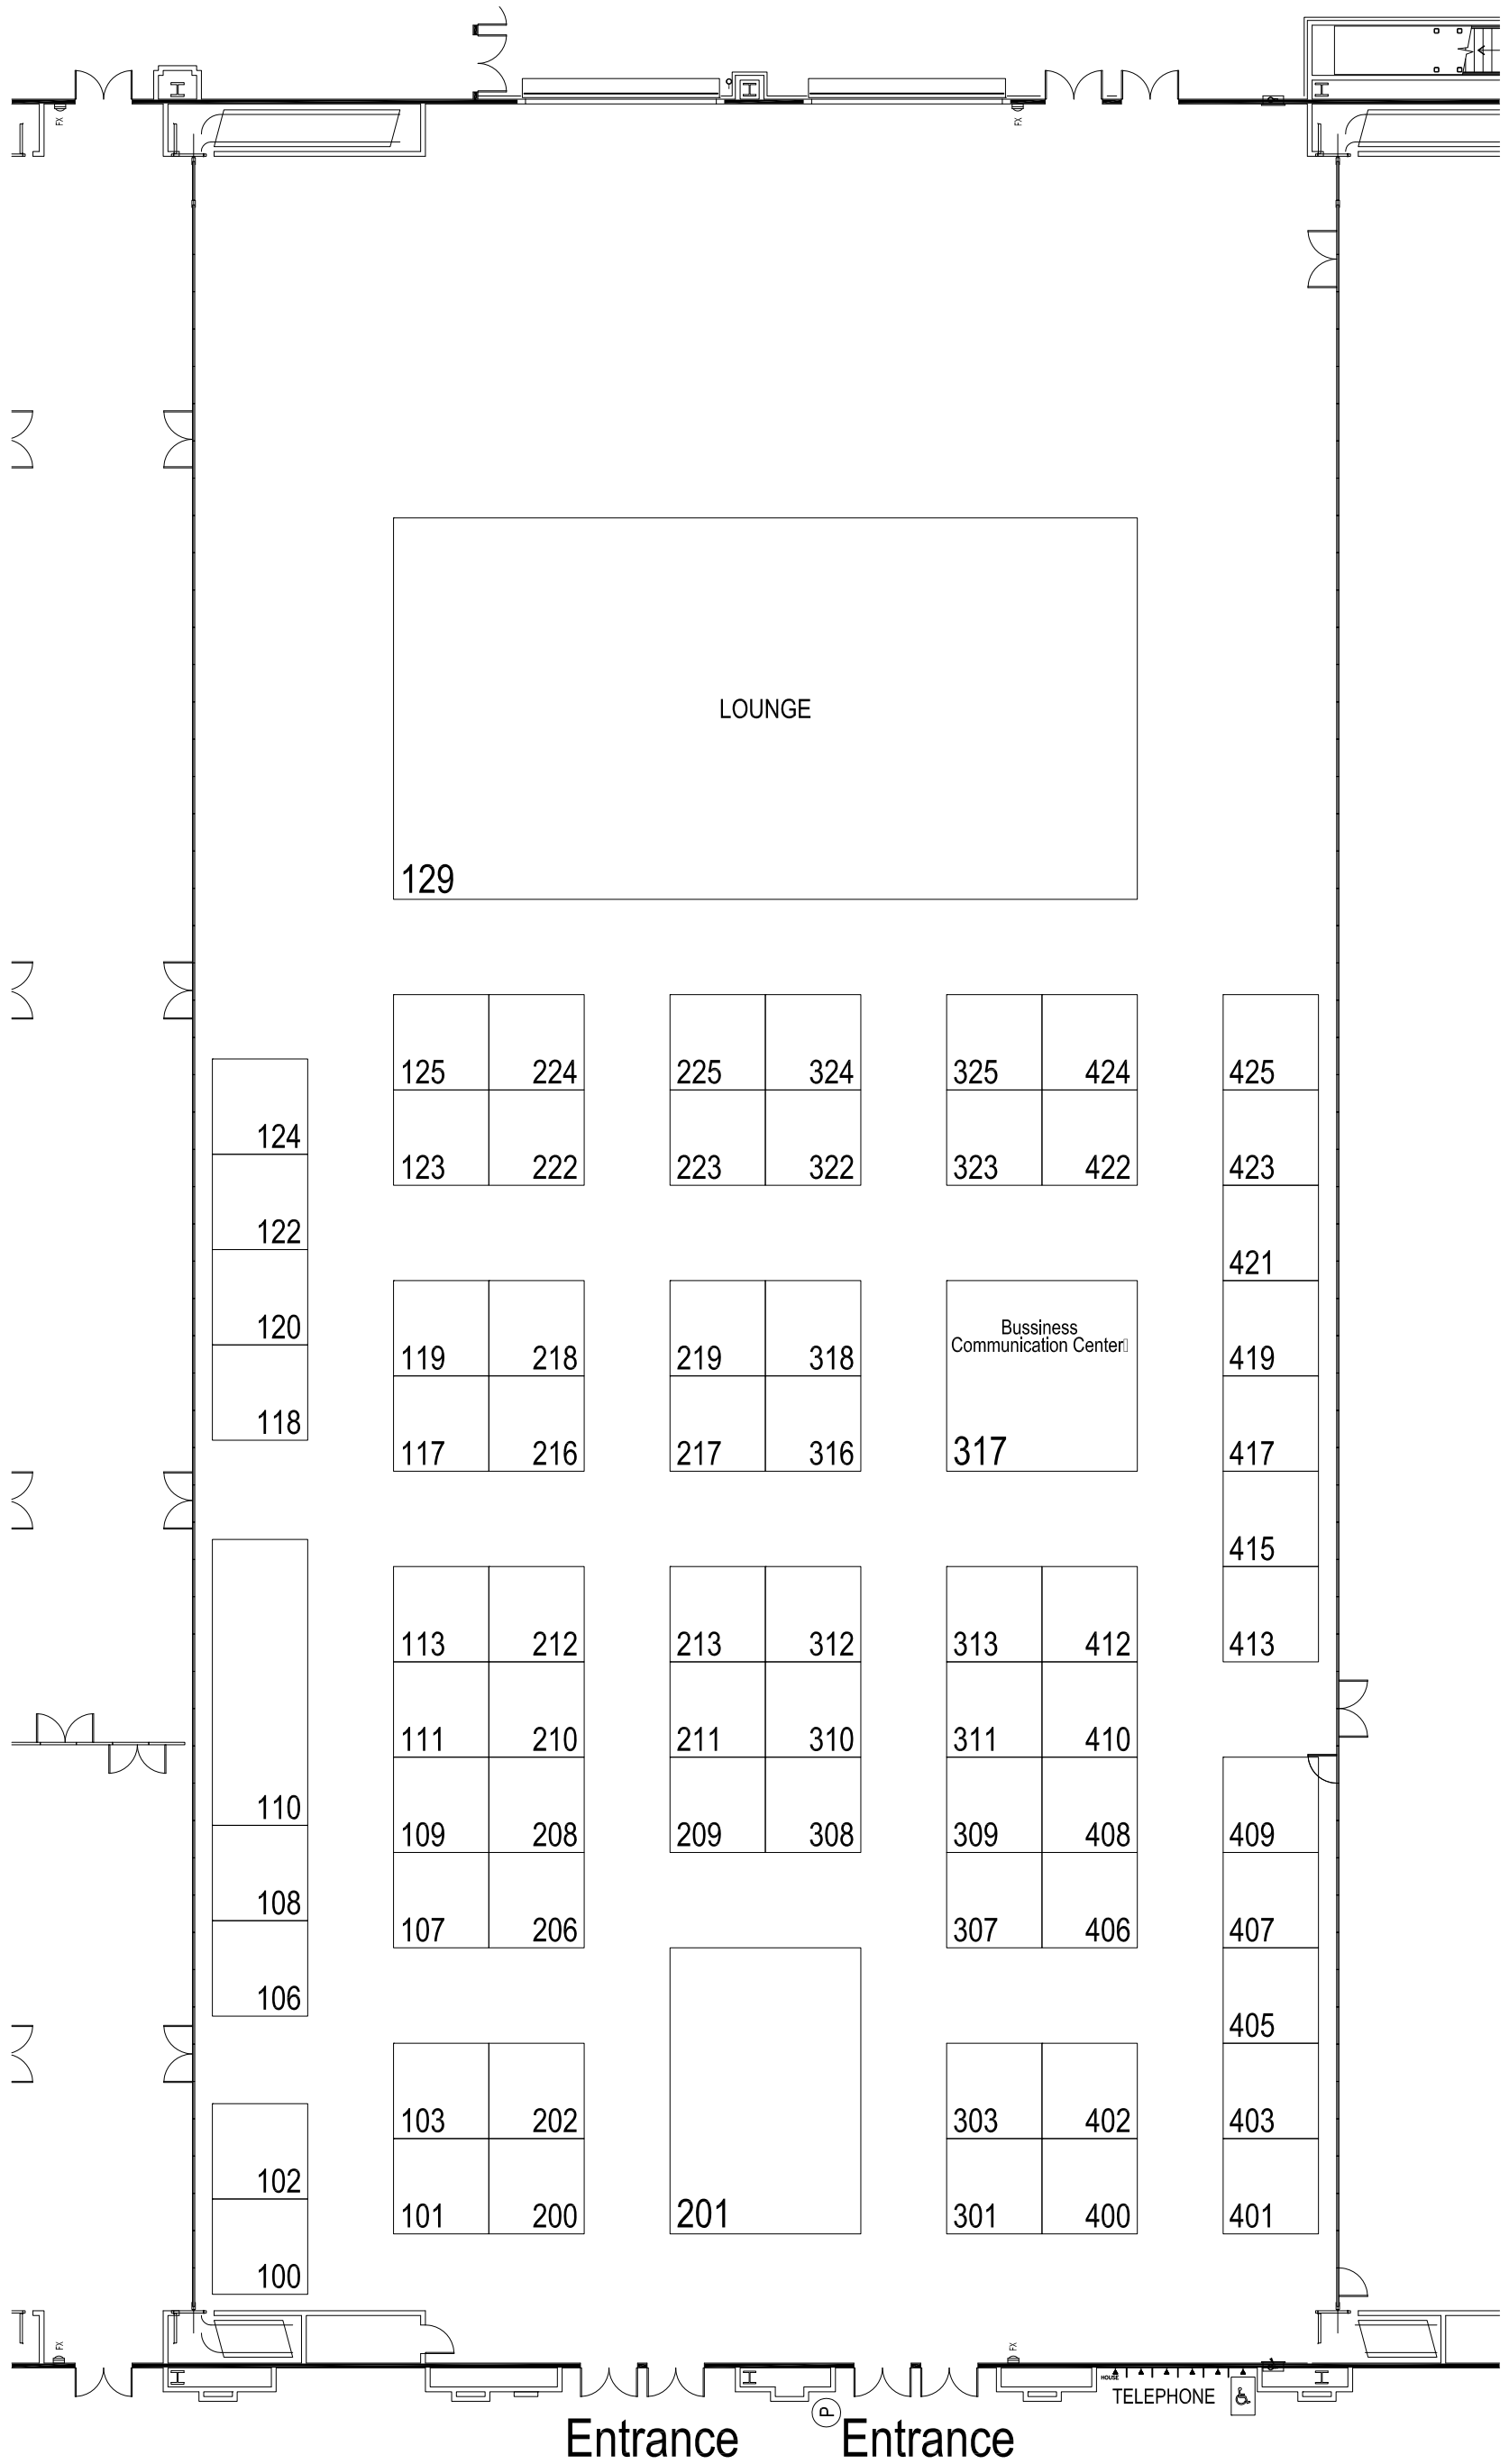 FX
FX
LOUNGE
129
125 224 225 324 325 424 425
124
123 222 223 322 323 422 423
122
421
Bussiness
120
Communication Center
119 218 219 318 419
118
117 216 217 316 317 417
415
113 212 213 312 313 412 413
111 210 211 310 311 410
110
109 208 209 308 309 408 409
108
107 206 307 406 407
106
405
103 202 303 402 403
102
101 200 201 301 400 401
100
FX
FX
HOUSE
TELEPHONE
P
Entrance Entrance